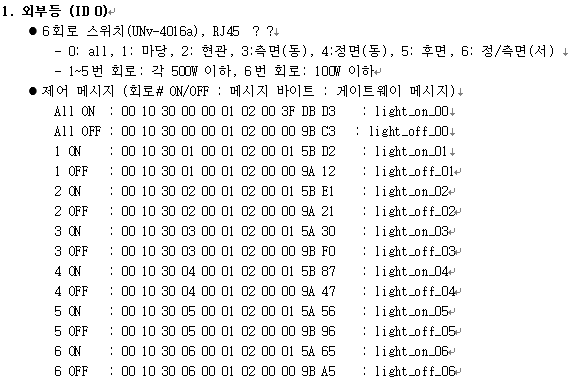 1. 외부등 (ID 0)
● 6회로 스위치(UNv-4016a), RJ45 ??
- 0: all, 1: 마당, 2: 현관, 3:측면(동), 4:정면(동), 5: 후면, 6: 정/측면(서)
- 1~5번 회로: 각 500W 이하, 6번 회로: 100W 이하
● 제어 메시지 (회로# ON/OFF : 메시지 바이트 : 게이트웨이 메시지)
All ON : 00 10 30 00 00 01 02 00 3F DB D3 : light_on_00
All OFF : 00 10 30 00 00 01 02 00 00 9B C3 : light_off_00
1 ON : 00 10 30 01 00 01 02 00 01 5B D2 : light_on_01
1 OFF : 00 10 30 01 00 01 02 00 00 9A 12 : light_off_01
2 ON : 00 10 30 02 00 01 02 00 01 5B E1 : light_on_02
2 OFF : 00 10 30 02 00 01 02 00 00 9A 21 : light_off_02
3 ON : 00 10 30 03 00 01 02 00 01 5A 30 : light_on_03
3 OFF : 00 10 30 03 00 01 02 00 00 9B F0 : light_off_03
4 ON : 00 10 30 04 00 01 02 00 01 5B 87 : light_on_04
4 OFF : 00 10 30 04 00 01 02 00 00 9A 47 : light_off_04
5 ON : 00 10 30 05 00 01 02 00 01 5A 56 : light_on_05
5 OFF : 00 10 30 05 00 01 02 00 00 9B 96 : light_off_05
6 ON : 00 10 30 06 00 01 02 00 01 5A 65 : light_on_06
6 OFF : 00 10 30 06 00 01 02 00 00 9B A5 : light_off_06